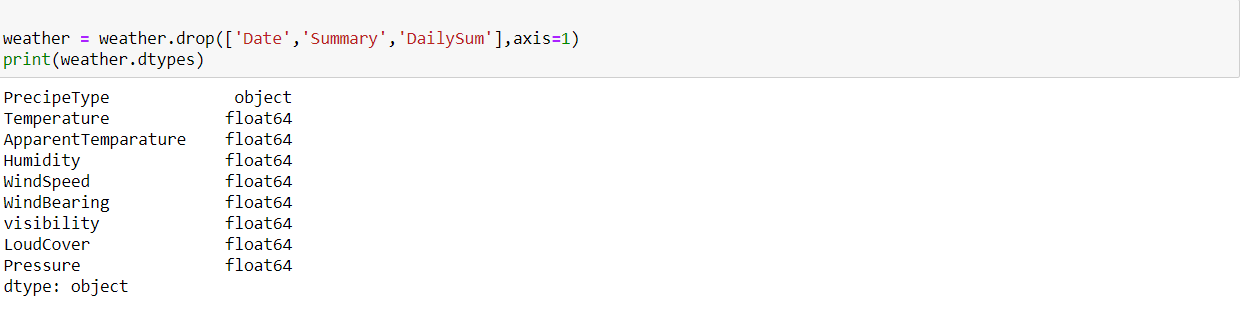 weather = weather.drop(['Date','Summary','DailySum'],axis=1)
print(weather.dtypes)
PrecipeType             object
Temperature            float64
ApparentTemparature    float64
Humidity               float64
WindSpeed              float64
WindBearing            float64
visibility             float64
LoudCover              float64
Pressure               float64
dtype: object